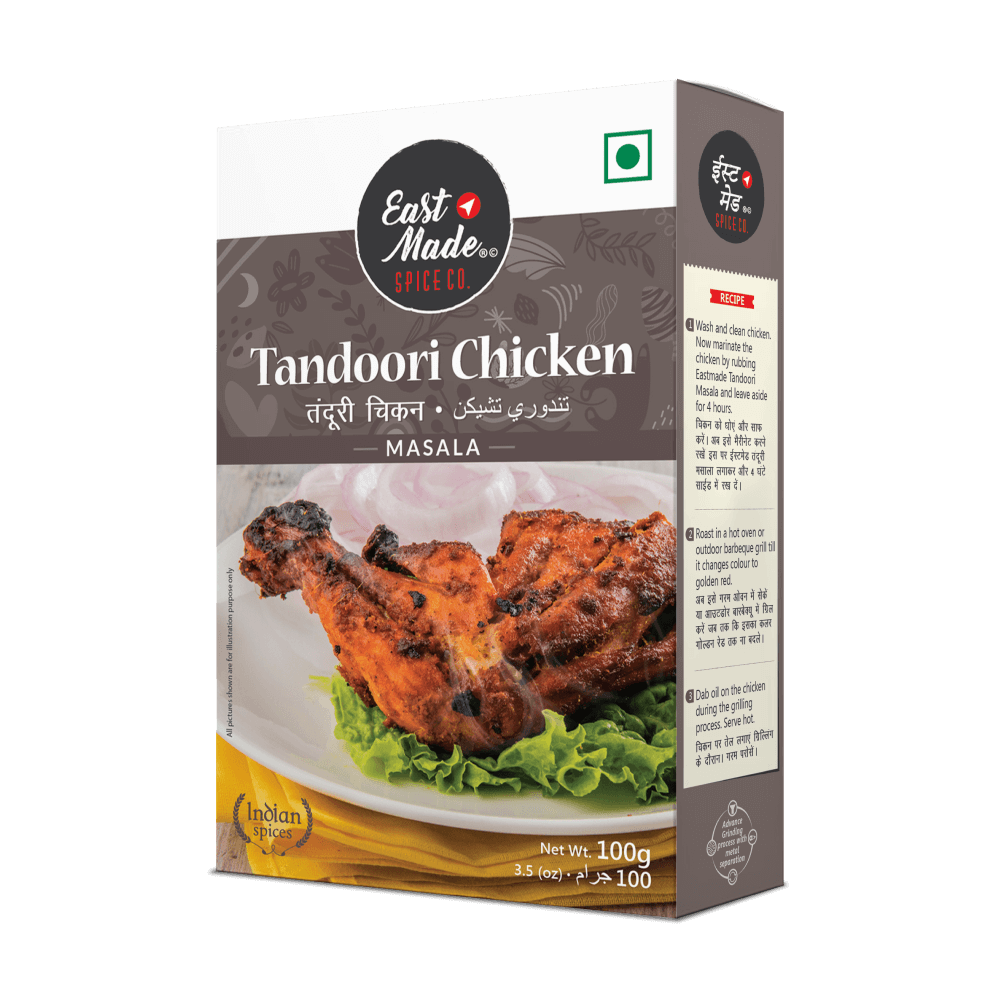 East
Made®©
SPICE CO.
Tandoori Chicken
तंदूरी चिकन • تندوري تشيكن
MASALA
All pictures shown are for illustration purpose only
Indian
spices
Net Wt. 100g
3.5 (oz) • 100 جرام
ईस्ट
मेड ®©
SPICE CO.
RECIPE
1 Wash and clean chicken.
Now marinate the
chicken by rubbing
Eastmade Tandoori
Masala and leave aside
for 4 hours.
चिकन को धोएं और साफ
करें। अब इसे मैरीनेट करने
रखें इस पर ईस्टमेड तंदूरी
मसाला लगाकर और 4 घंटे
साईड में रख दें।
2 Roast in a hot oven or
outdoor barbeque grill till
it changes colour to
golden red.
अब इसे गरम ओवन में सेकें
या आउटडोर बारबेक्यू में ग्रिल
करें जब तक कि इसका कलर
गोल्डन रेड तक ना बदले।
3 Dab oil on the chicken
during the grilling
process. Serve hot.
चिकन पर तेल लगाएं ग्रिल्लिंग
के दौरान। गरम परोसें।
Advance
Grinding
process with
metal
separation